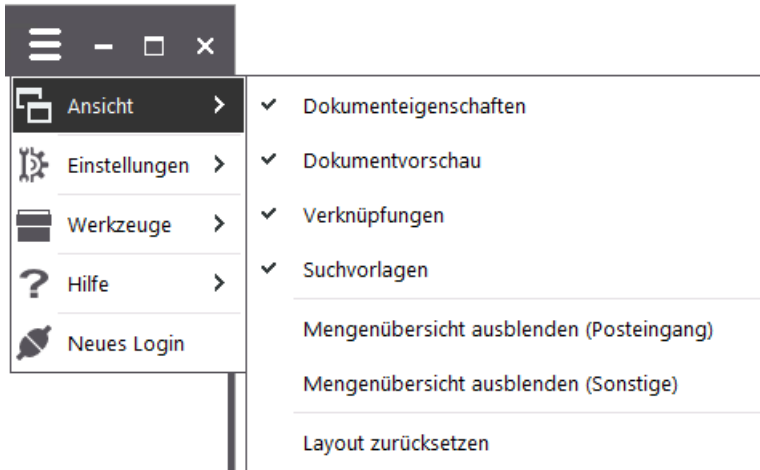 Ansicht
Einstellungen
Werkzeuge
Hilfe
Neues Login
Dokumenteigenschaften
Dokumentvorschau
Verknüpfungen
Suchvorlagen
Mengenübersicht ausblenden (Posteingang)
Mengenübersicht ausblenden (Sonstige)
Layout zurücksetzen